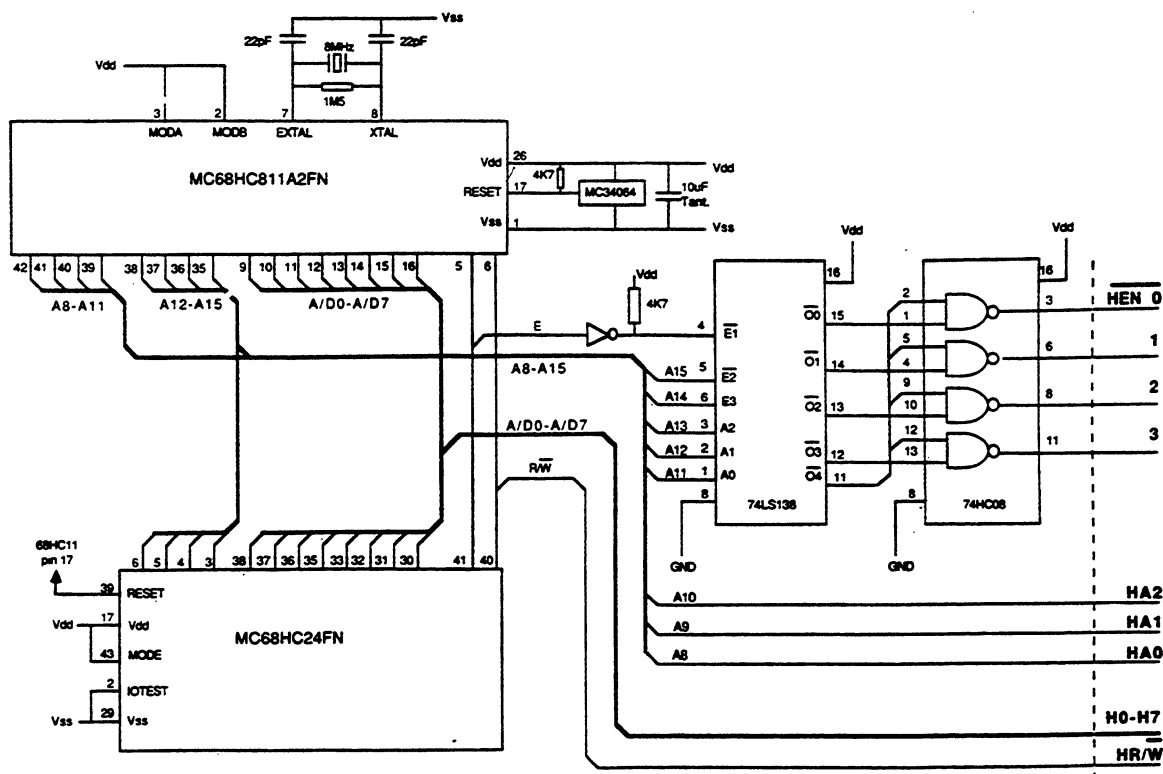 Vss
22pF
8MHz
22pF
1M5
Vdd
3
2
7
8
MODA
MODB
EXTAL
XTAL
MC68HC811A2FN
Vdd
26
Vdd
RESET
17
4K7
MC34064
10uF
Tant.
Vss
1
Vss
42
41
40
39
38
37
36
35
9
10
11
12
13
14
15
16
5
6
A8-A11
A12-A15
A/D0-A/D7
Vdd
4K7
E
A8-A15
A/D0-A/D7
R/W
Vdd
16
4
E1
5
A15
E2
6
A14
E3
3
A13
A2
2
A12
A1
1
A11
A0
8
O0
15
O1
14
O2
13
O3
12
O4
11
74LS138
GND
Vdd
16
2
1
3
5
4
6
9
10
8
12
13
11
8
74HC08
GND
HEN 0
1
2
3
68HC11
pin 17
6
5
4
3
38
37
36
35
33
32
31
30
41
40
39
RESET
17
Vdd
Vdd
43
MODE
2
IOTEST
Vss
29
Vss
MC68HC24FN
A10
HA2
A9
HA1
A8
HA0
H0-H7
HR/W